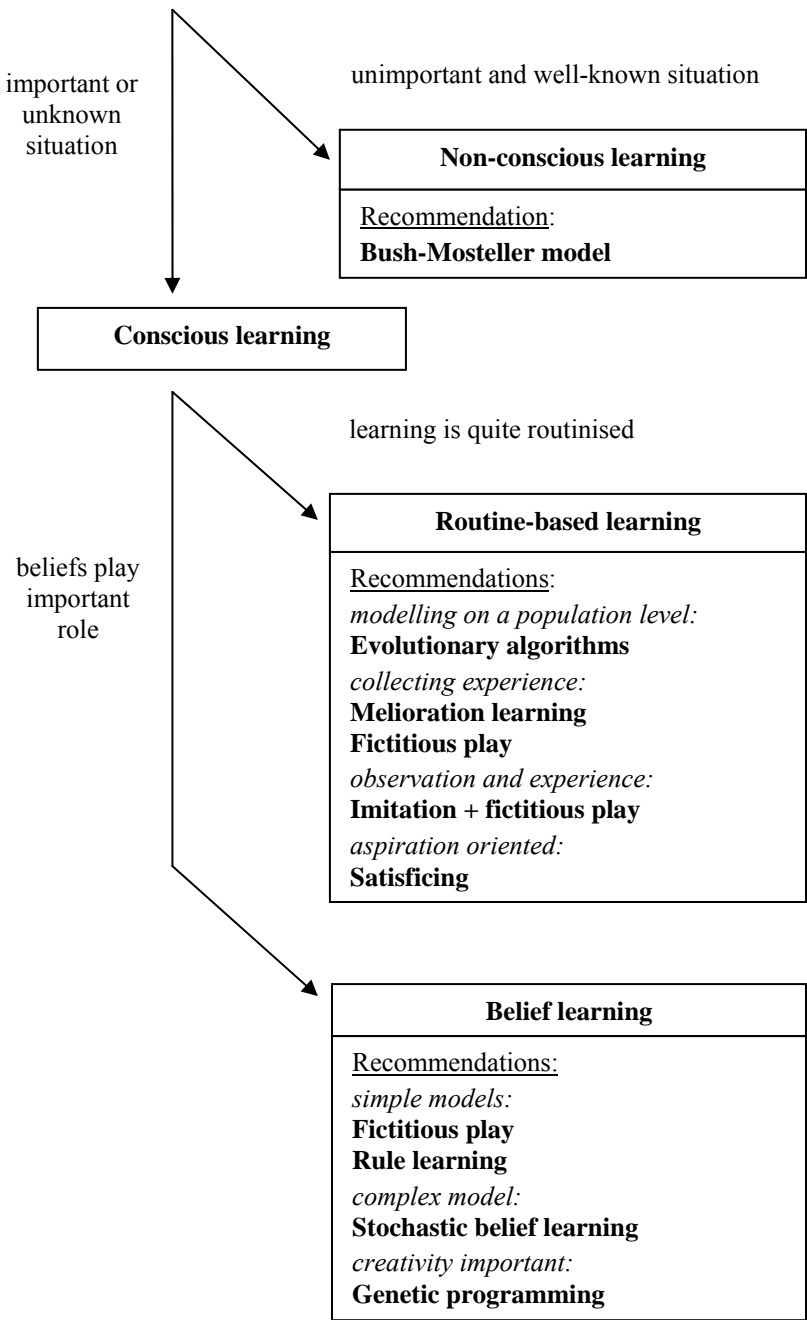 important or
unknown
situation
unimportant and well-known situation
Non-conscious learning
Recommendation:
Bush-Mosteller model
Conscious learning
learning is quite routinised
beliefs play
important
role
Routine-based learning
Recommendations:
modelling on a population level:
Evolutionary algorithms
collecting experience:
Melioration learning
Fictitious play
observation and experience:
Imitation + fictitious play
aspiration oriented:
Satisficing
Belief learning
Recommendations:
simple models:
Fictitious play
Rule learning
complex model:
Stochastic belief learning
creativity important:
Genetic programming